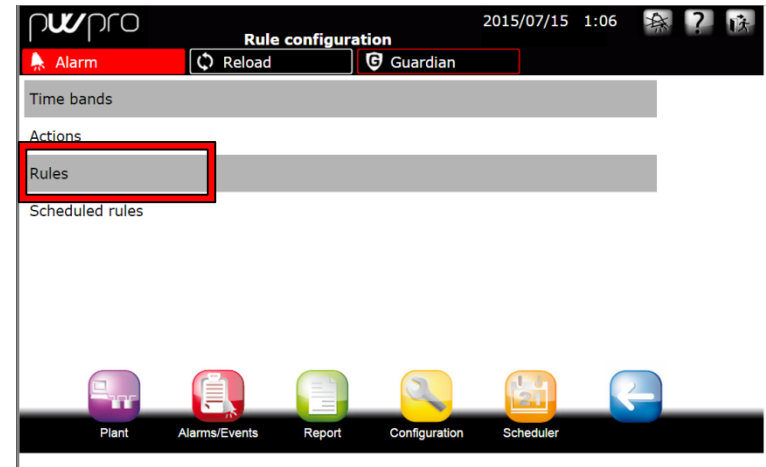 pwpro
2015/07/15 1:06
Rule configuration
?
Alarm
Reload
G Guardian
Time bands
Actions
Rules
Scheduled rules
21
Plant
Alarms/Events
Report
Configuration
Scheduler